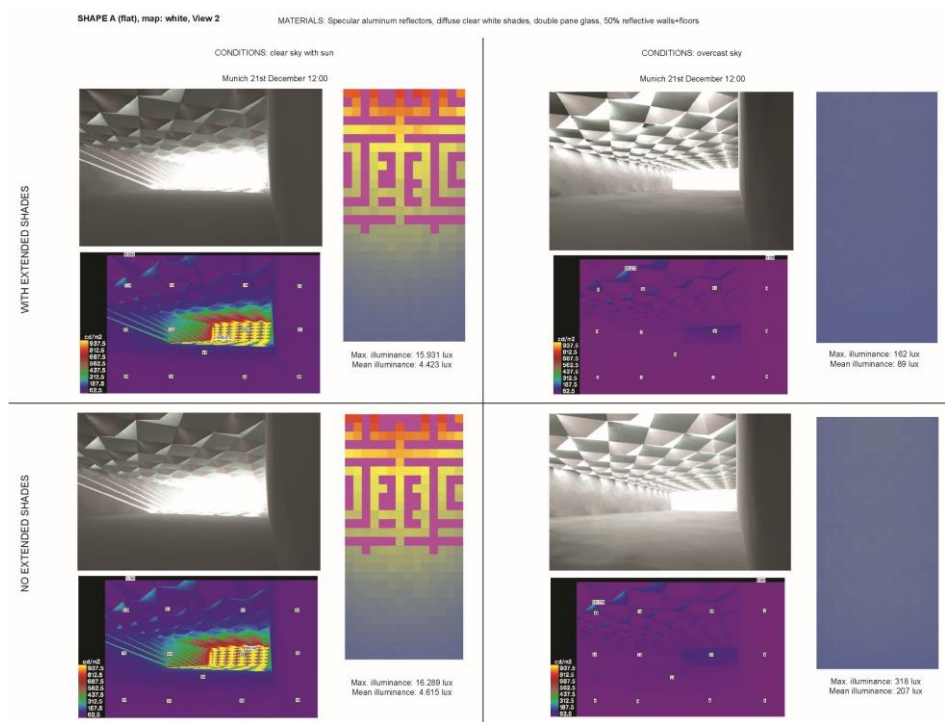 SHAPE A (flat), map: white, View 2
MATERIALS: Specular aluminum reflectors, diffuse clear white shades, double pane glass, 50% reflective walls+floors
CONDITIONS: clear sky with sun
CONDITIONS: overcast sky
Munich 21st December 12:00
Munich 21st December 12:00
WITH EXTENDED SHADES
cd/m2
937.5
812.5
687.5
562.5
437.5
312.5
187.5
62.5
Max. illuminance: 15.931 lux
Mean illuminance: 4.423 lux
cd/m2
937.5
812.5
687.5
562.5
437.5
312.5
187.5
62.5
Max. illuminance: 162 lux
Mean illuminance: 89 lux
NO EXTENDED SHADES
cd/m2
937.5
812.5
687.5
562.5
437.5
312.5
187.5
62.5
Max. illuminance: 16.289 lux
Mean illuminance: 4.615 lux
cd/m2
937.5
812.5
687.5
562.5
437.5
312.5
187.5
62.5
Max. illuminance: 318 lux
Mean illuminance: 207 lux